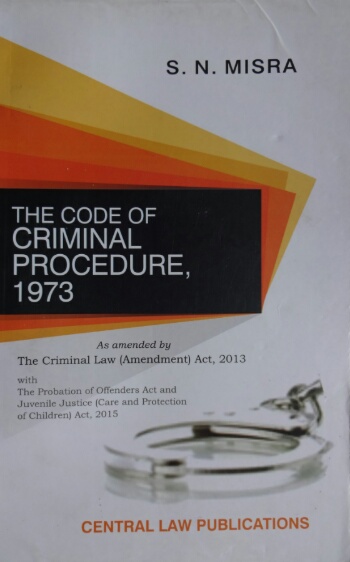 S. N. MISRA
THE CODE OF
CRIMINAL
PROCEDURE,
1973
As amended by
The Criminal Law (Amendment) Act, 2013
with
The Probation of Offenders Act and
Juvenile Justice (Care and Protection
of Children) Act, 2015
CENTRAL LAW PUBLICATIONS